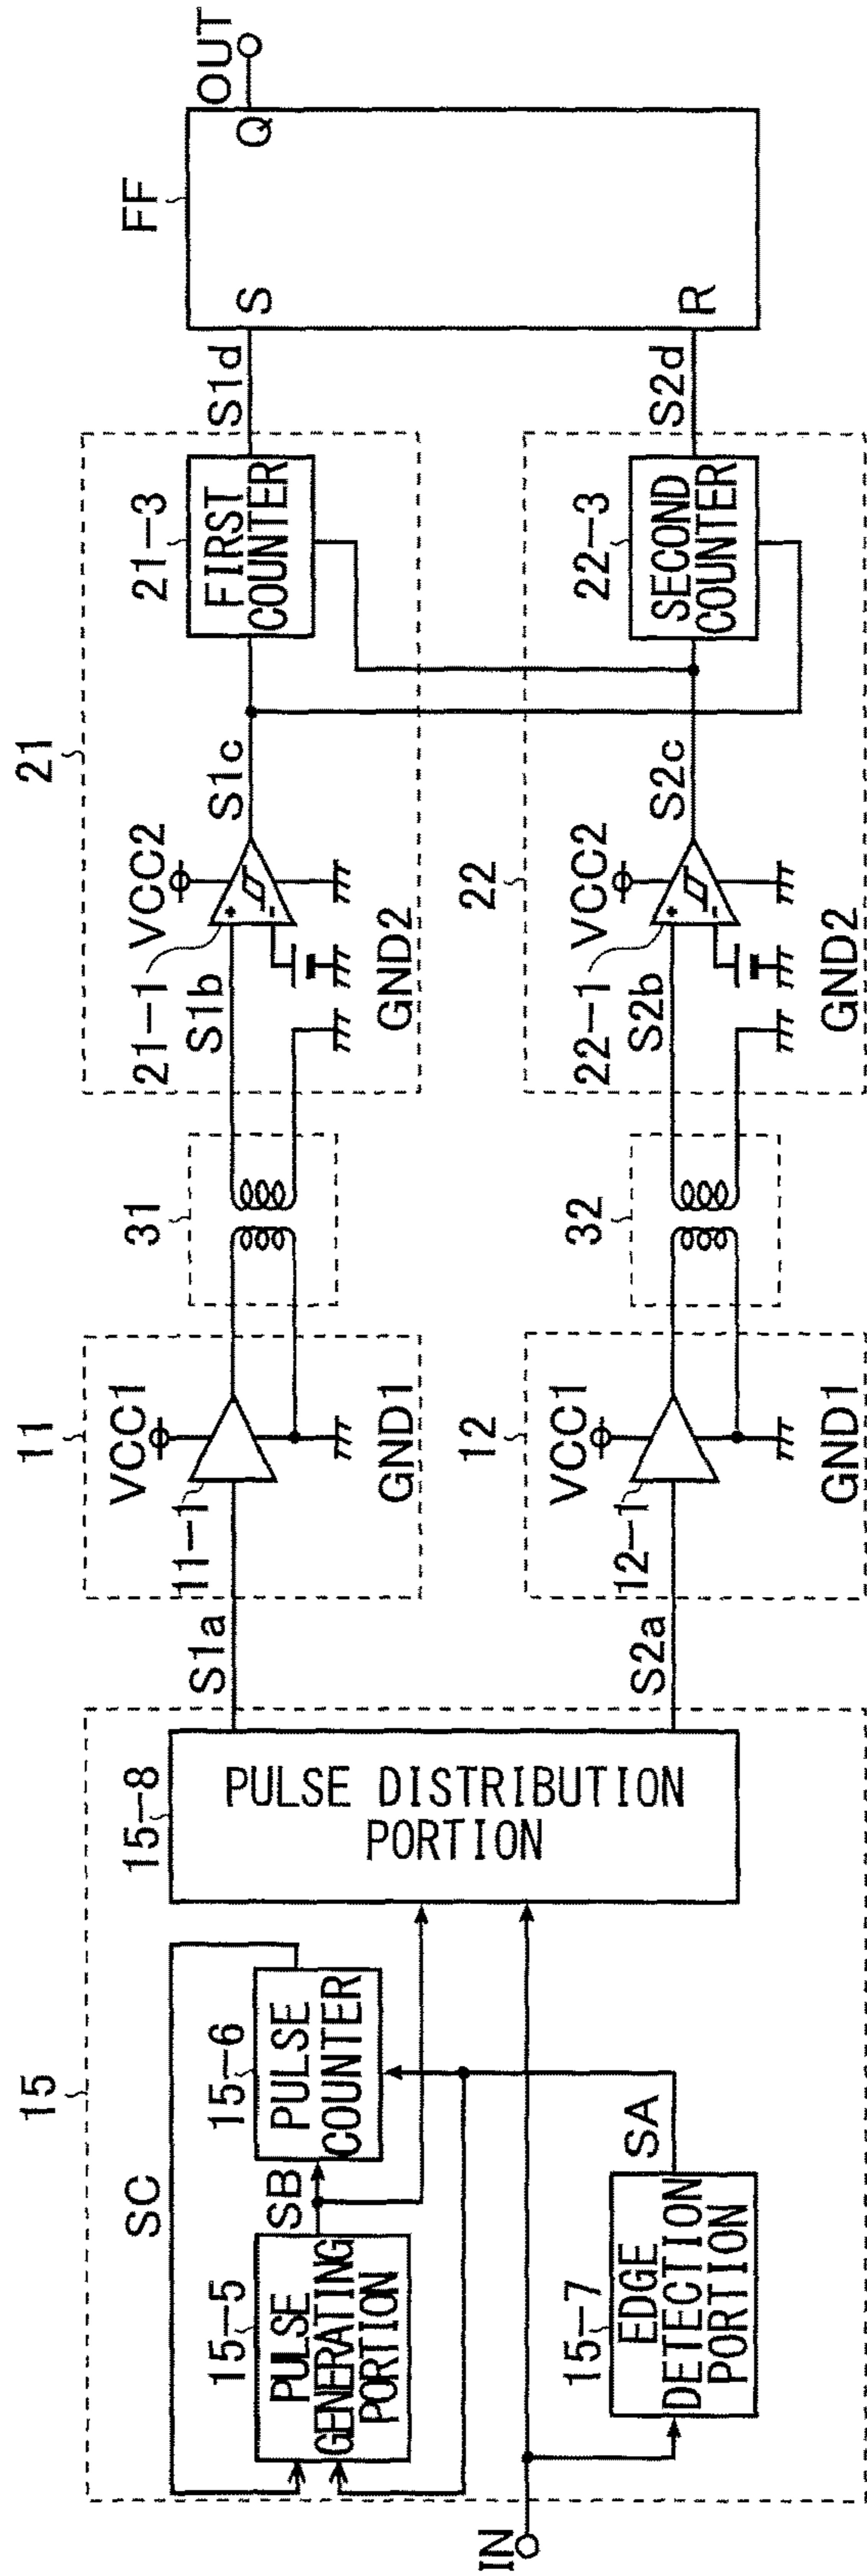 IN
15
SC
15-5
PULSE
GENERATING
PORTION
SB
15-6
PULSE
COUNTER
15-7
EDGE
DETECTION
PORTION
SA
15-8
PULSE DISTRIBUTION
PORTION
S1a
S2a
11
VCC1
11-1
GND1
12
VCC1
12-1
GND1
31
32
21
VCC2
21-1
+
-
S1b
GND2
S1c
21-3
FIRST
COUNTER
22
VCC2
22-1
+
-
S2b
GND2
S2c
22-3
SECOND
COUNTER
S1d
S2d
FF
S
R
Q
OUT